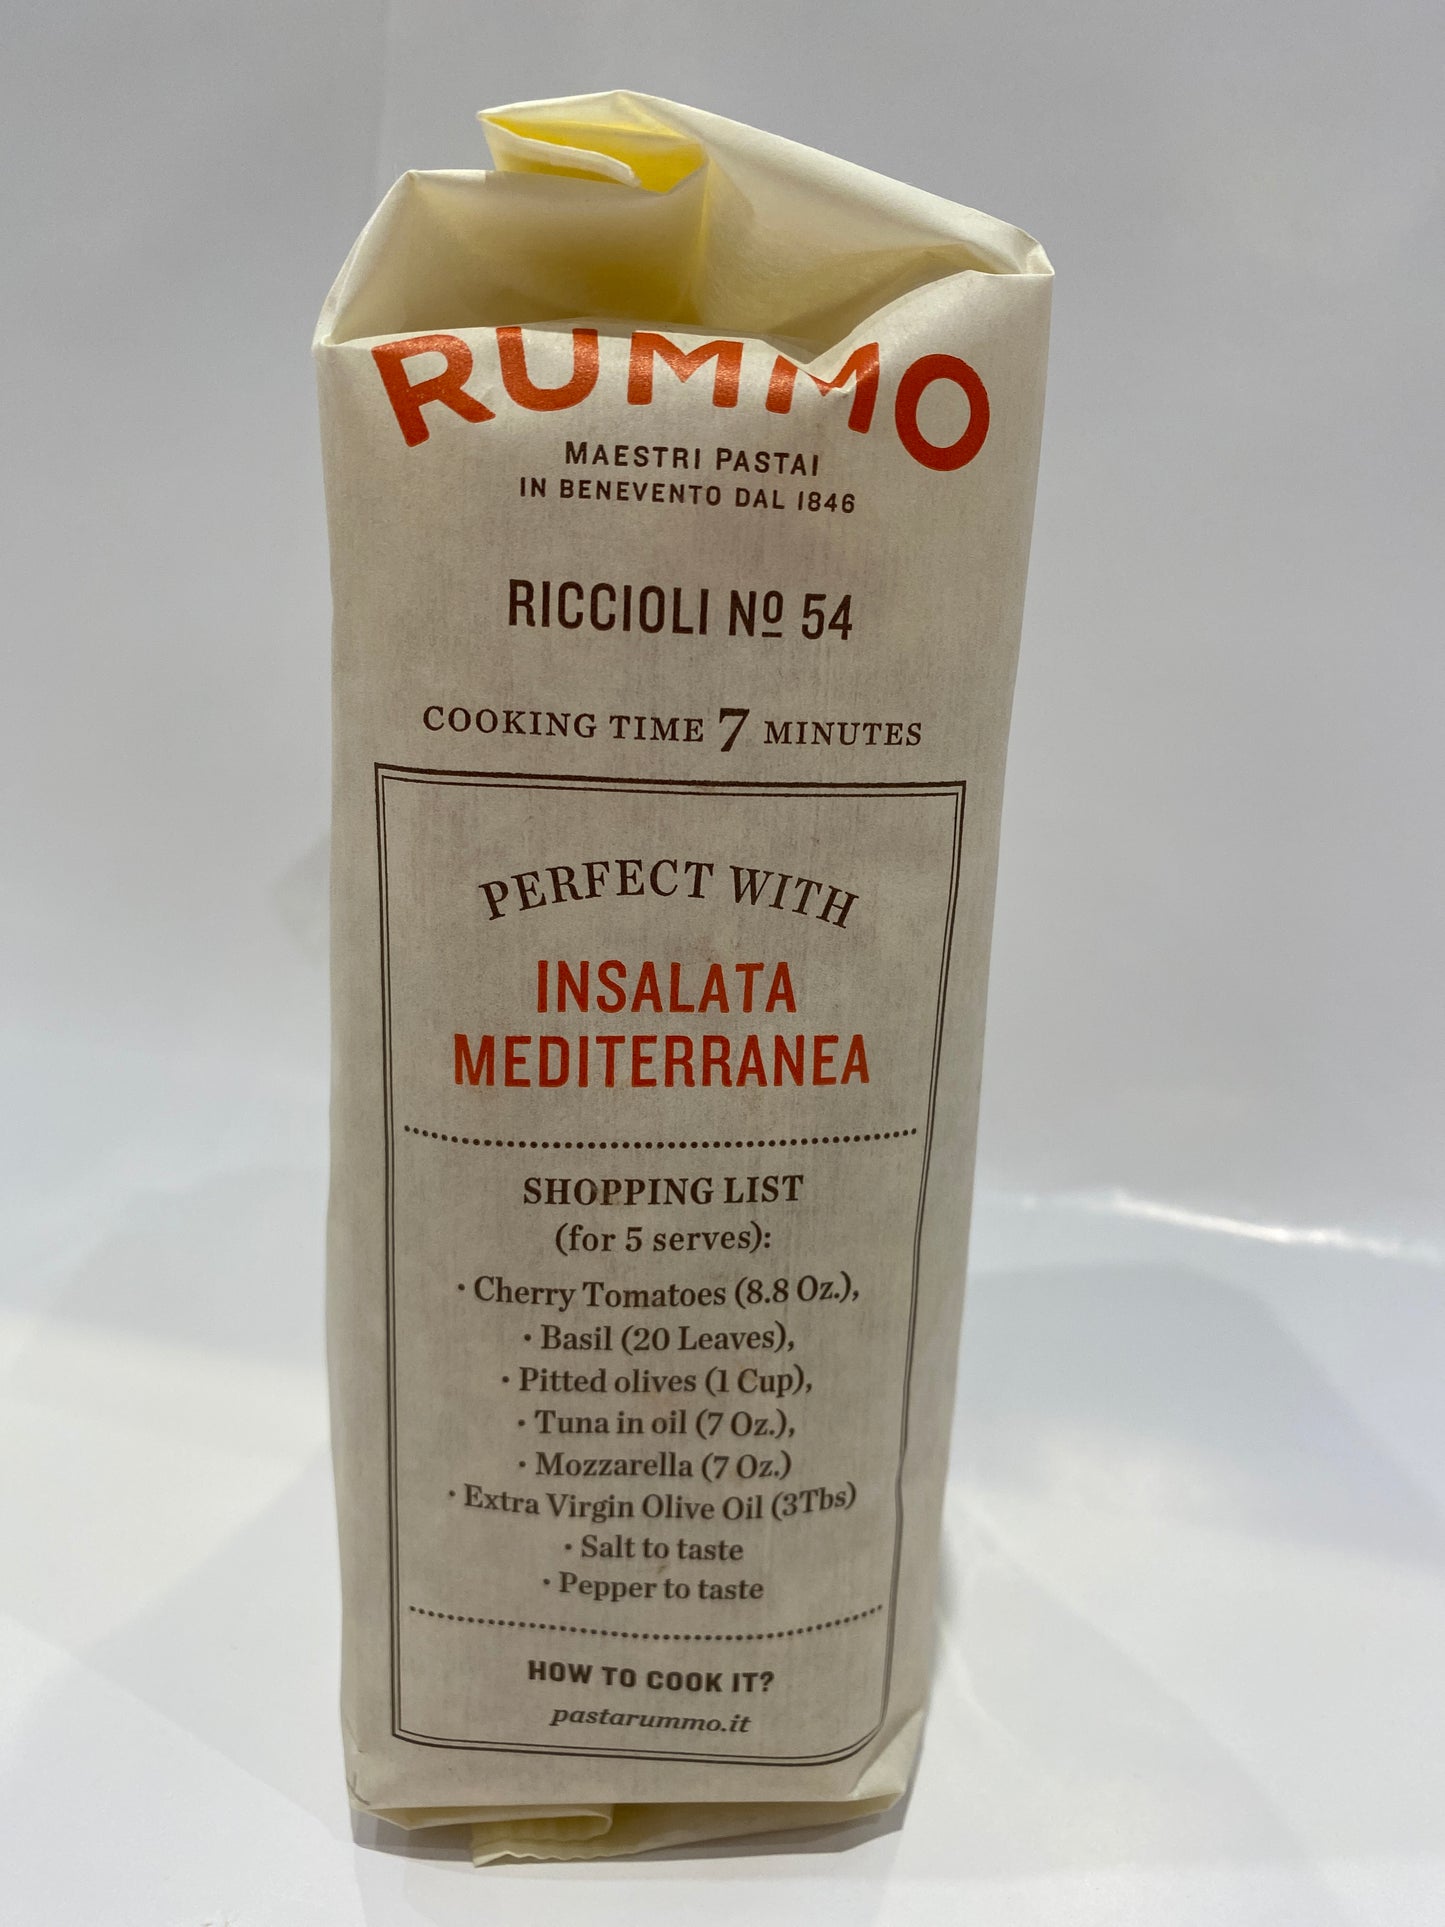 RUMMO
MAESTRI PASTAI
IN BENEVENTO DAL 1846
RICCIOLI Nº 54
COOKING TIME 7 MINUTES
PERFECT WITH
INSALATA
MEDITERRANEA
SHOPPING LIST
(for 5 serves):
• Cherry Tomatoes (8.8 Oz.),
• Basil (20 Leaves),
• Pitted olives (1 Cup),
• Tuna in oil (7 Oz.),
• Mozzarella (7 Oz.)
• Extra Virgin Olive Oil (3Tbs)
• Salt to taste
• Pepper to taste
HOW TO COOK IT?
pastarummo.it